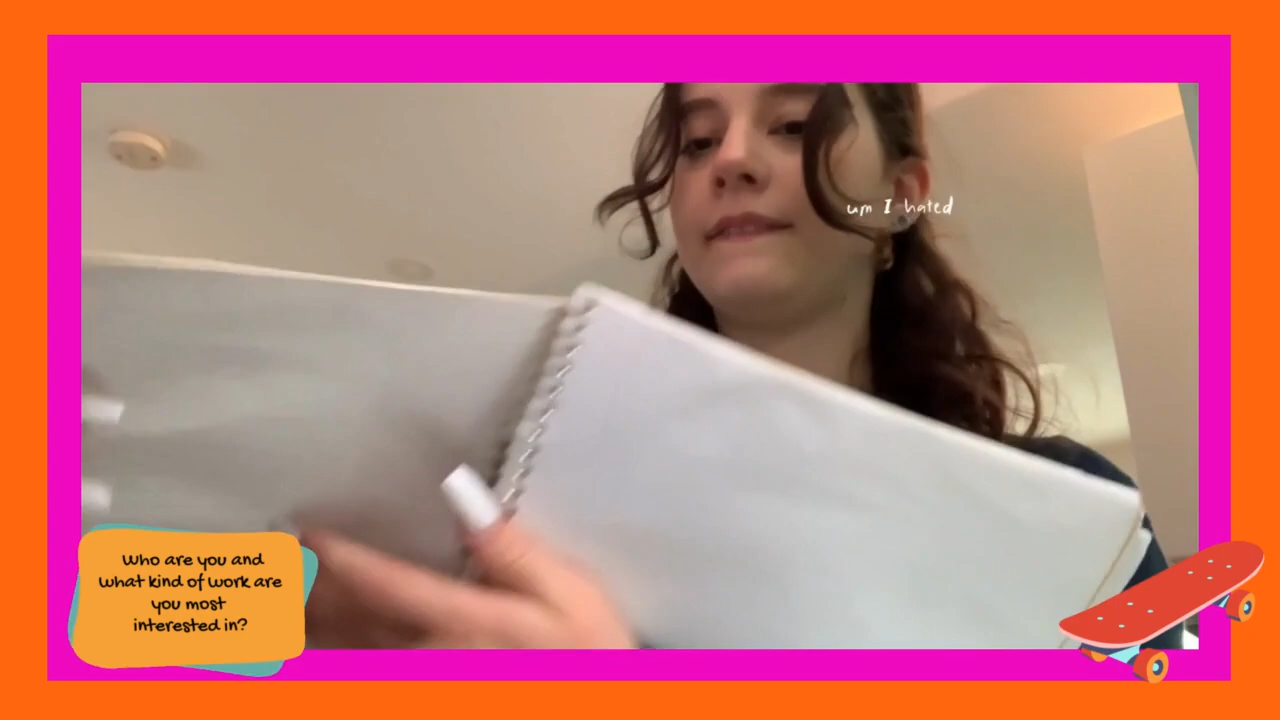 um I hated
Who are you and
what kind of work are
you most
interested in?